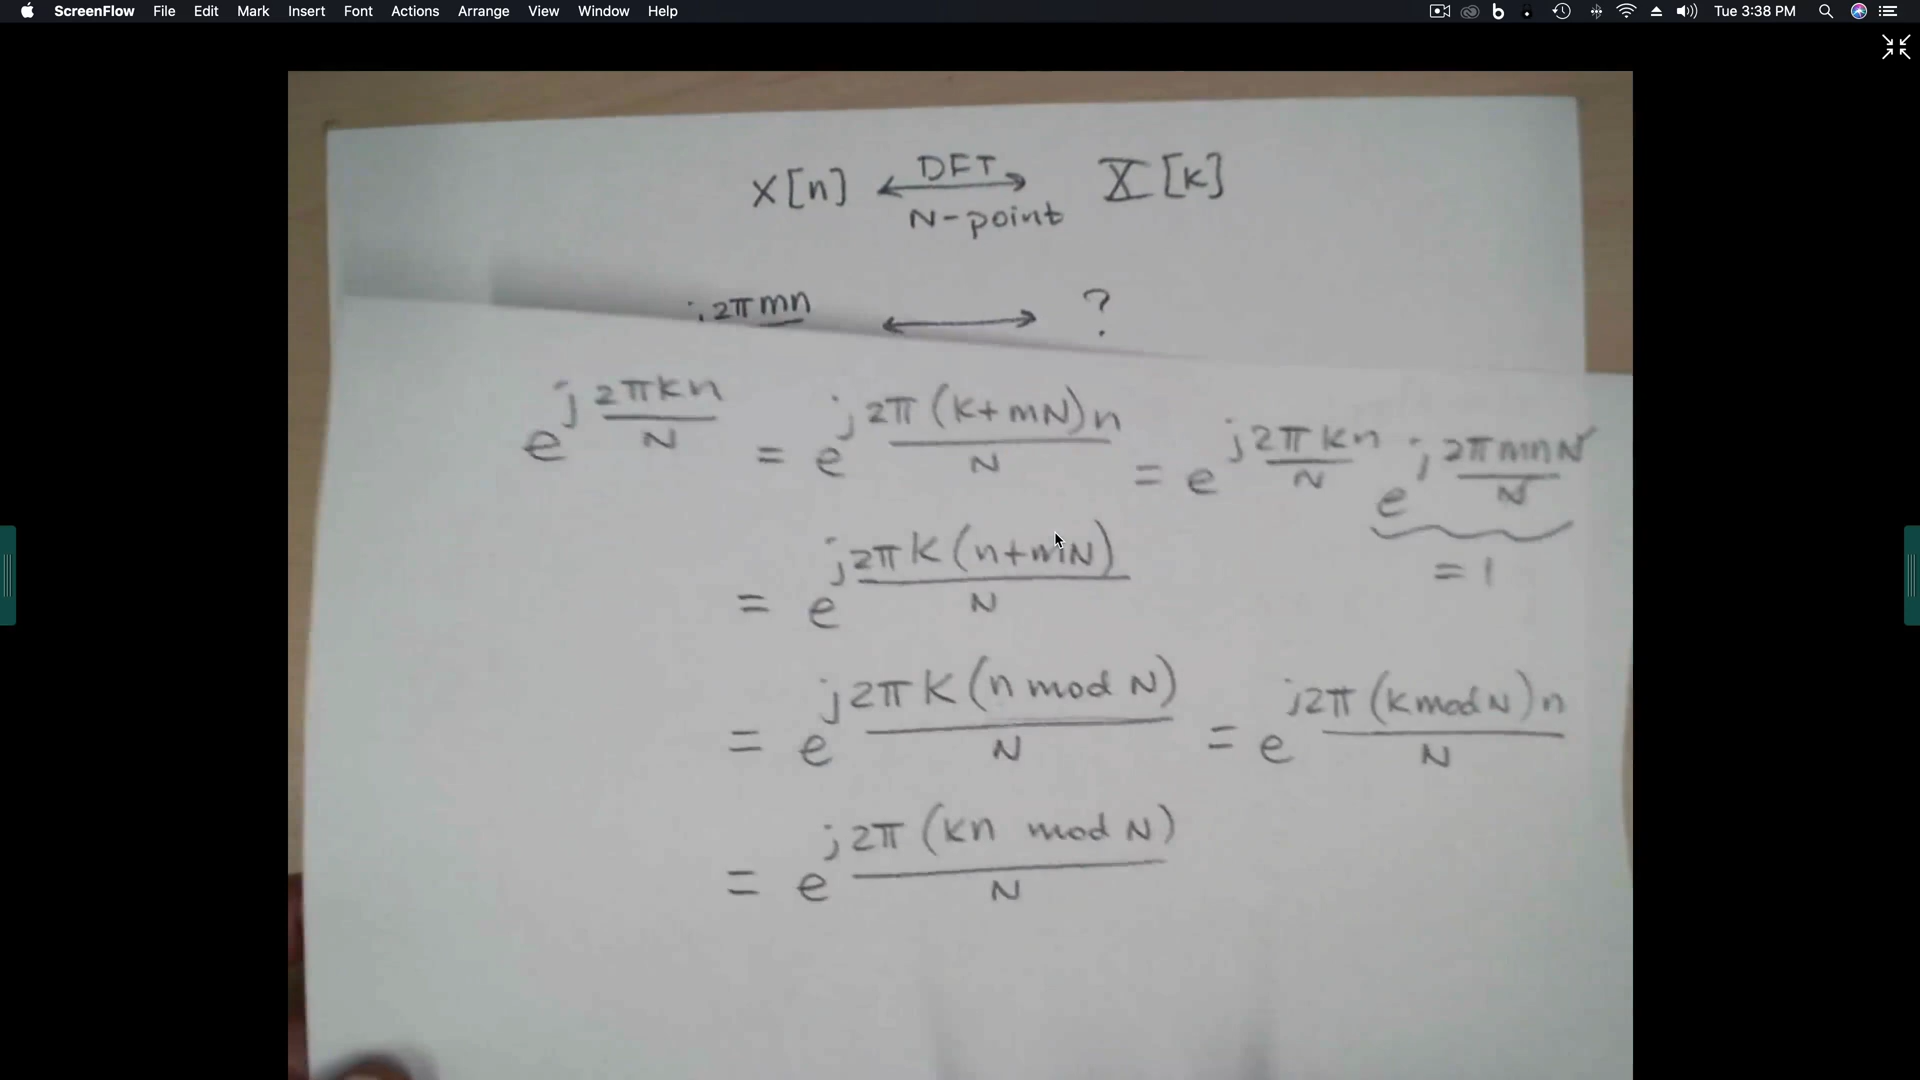 ScreenFlow File Edit Mark Insert Font Actions Arrange View Window Help Tue 3:38 PM
x[n] ⟷ X[k]
DFT
N-point
j2πmn ⟷ ?
e^{j2πkn/N} = e^{j2π(k+mN)n/N} = e^{j2πkn/N} e^{j2πmnN/N}
= 1
= e^{j2πk(n+mN)/N}
= e^{j2πk(n mod N)/N} = e^{j2π(k mod N)n/N}
= e^{j2π(kn mod N)/N}